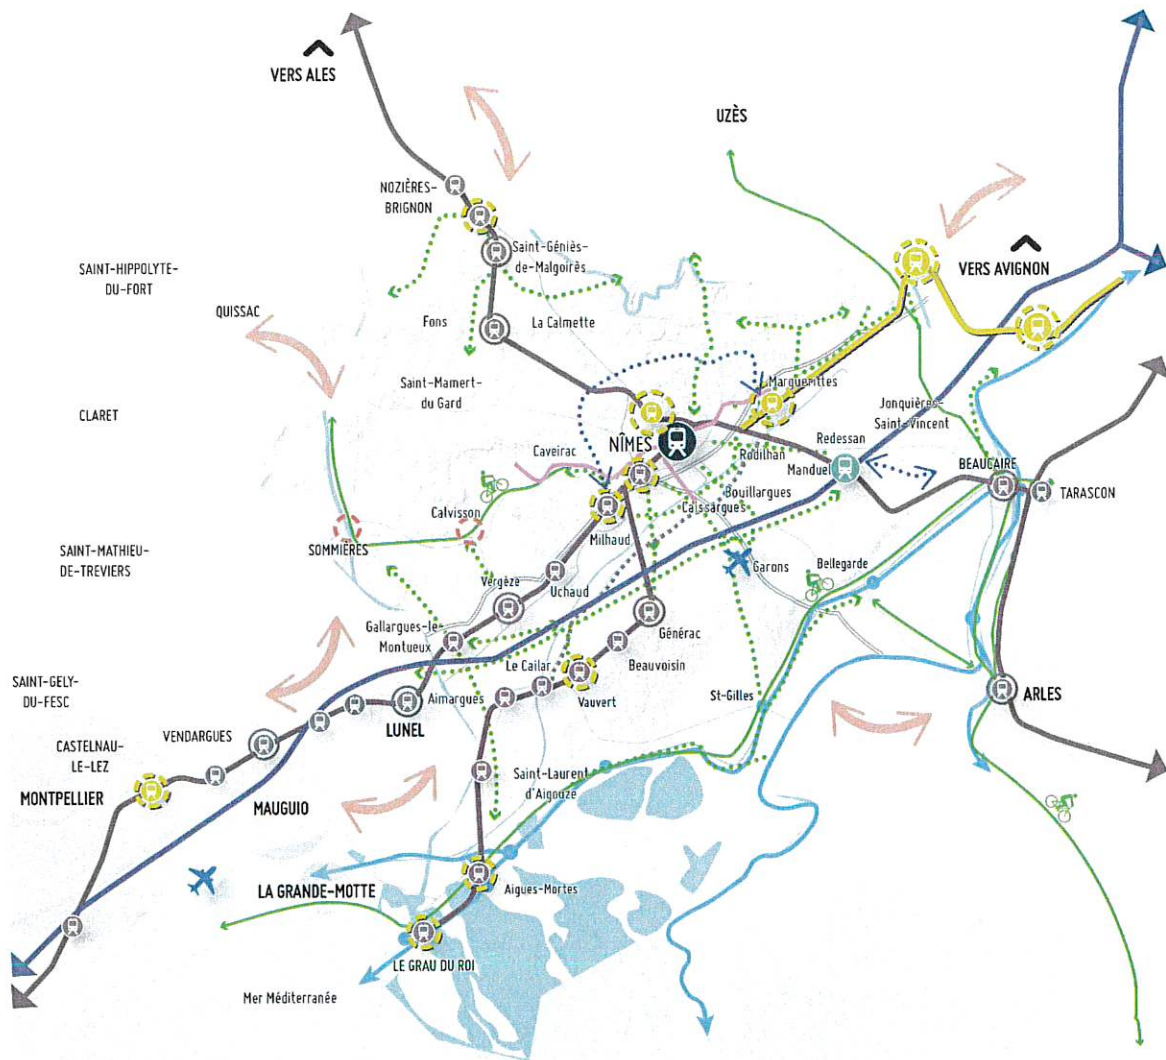 VERS ALES
UZÈS
NOZIÈRES-
BRIGNON
Saint-Géniès-
de-Malgoirès
VERS AVIGNON
SAINT-HIPPOLYTE-
DU-FORT
QUISSAC
Fons
La Calmette
Saint-Mamert-
du Gard
Marguerittes
CLARET
Jonquières-
Saint-Vincent
NÎMES
Redessan
Caveirac
Rodilhan
Manduel
BEAUCAIRE
TARASCON
Bouillargues
Caissargues
Calvisson
Milhaud
SOMMIÈRES
SAINT-MATHIEU-
DE-TREVIERS
Garons
Bellegarde
Vergèze
Uchaud
Gallargues-le-
Montueux
Générac
Beauvoisin
Le Cailar
SAINT-GELY-
DU-FESC
Aimargues
Vauvert
St-Gilles
ARLES
LUNEL
VENDARGUES
CASTELNAU-
LE-LEZ
MONTPELLIER
MAUGUIO
Saint-Laurent
d'Aigouze
LA GRANDE-MOTTE
Aigues-Mortes
LE GRAU DU ROI
Mer Méditerranée